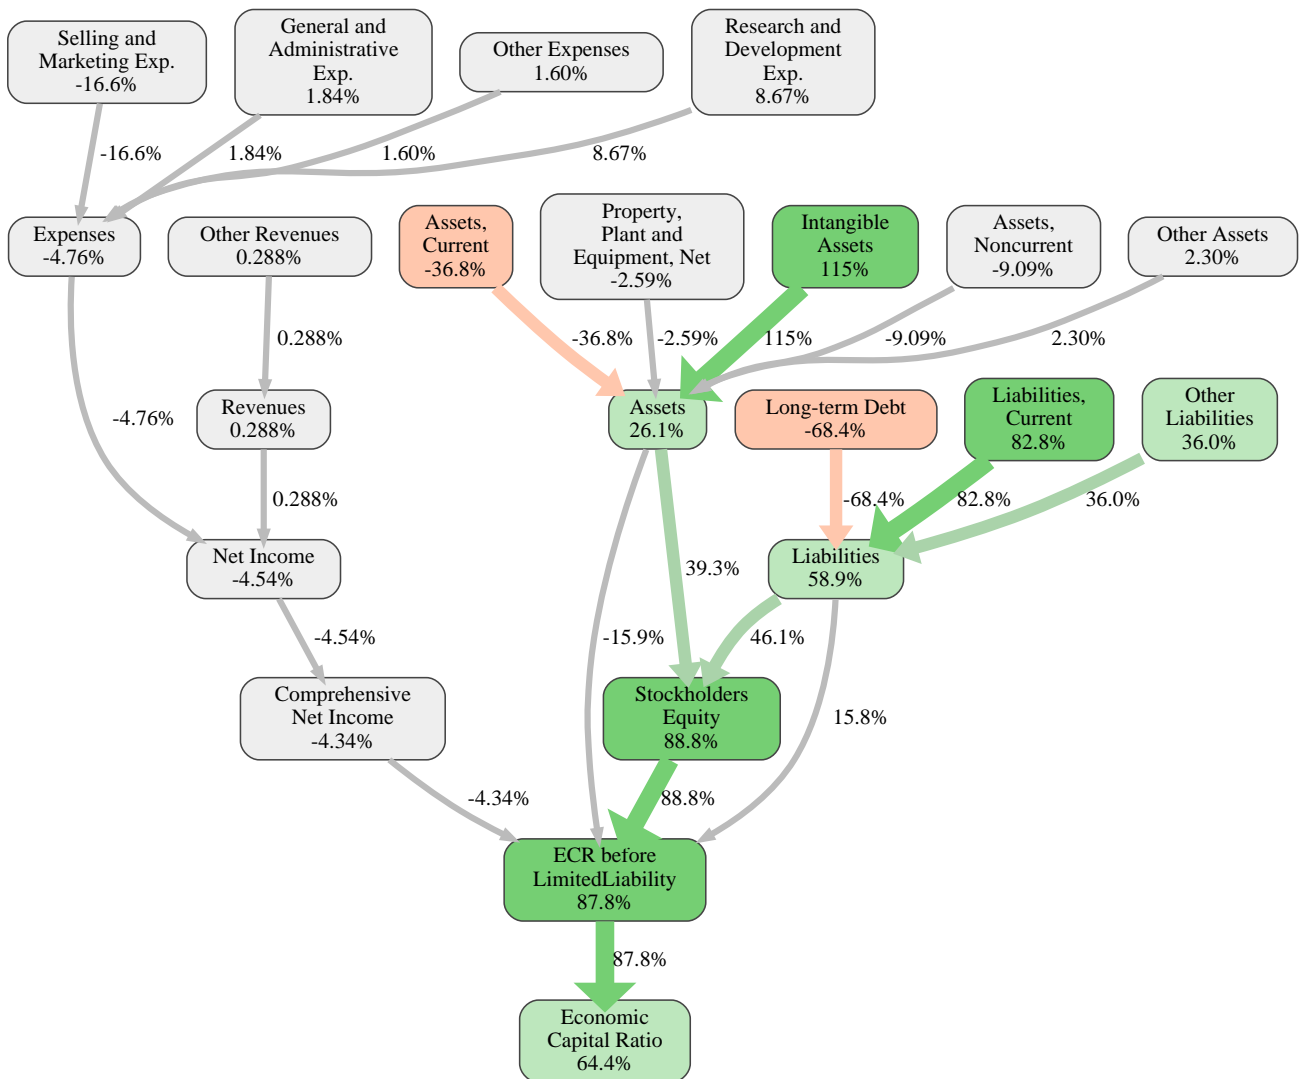 Selling and
Marketing Exp.
-16.6%
General and
Administrative
Exp.
1.84%
Other Expenses
1.60%
Research and
Development
Exp.
8.67%
-16.6%
1.84%
1.60%
8.67%
Expenses
-4.76%
Other Revenues
0.288%
Assets,
Current
-36.8%
Property,
Plant and
Equipment, Net
-2.59%
Intangible
Assets
115%
Assets,
Noncurrent
-9.09%
Other Assets
2.30%
0.288%
-36.8%
-2.59%
115%
-9.09%
2.30%
-4.76%
Revenues
0.288%
Assets
26.1%
Long-term Debt
-68.4%
Liabilities,
Current
82.8%
Other
Liabilities
36.0%
0.288%
-68.4%
82.8%
36.0%
Net Income
-4.54%
39.3%
Liabilities
58.9%
-4.54%
-15.9%
46.1%
Comprehensive
Net Income
-4.34%
Stockholders
Equity
88.8%
15.8%
-4.34%
88.8%
ECR before
LimitedLiability
87.8%
87.8%
Economic
Capital Ratio
64.4%